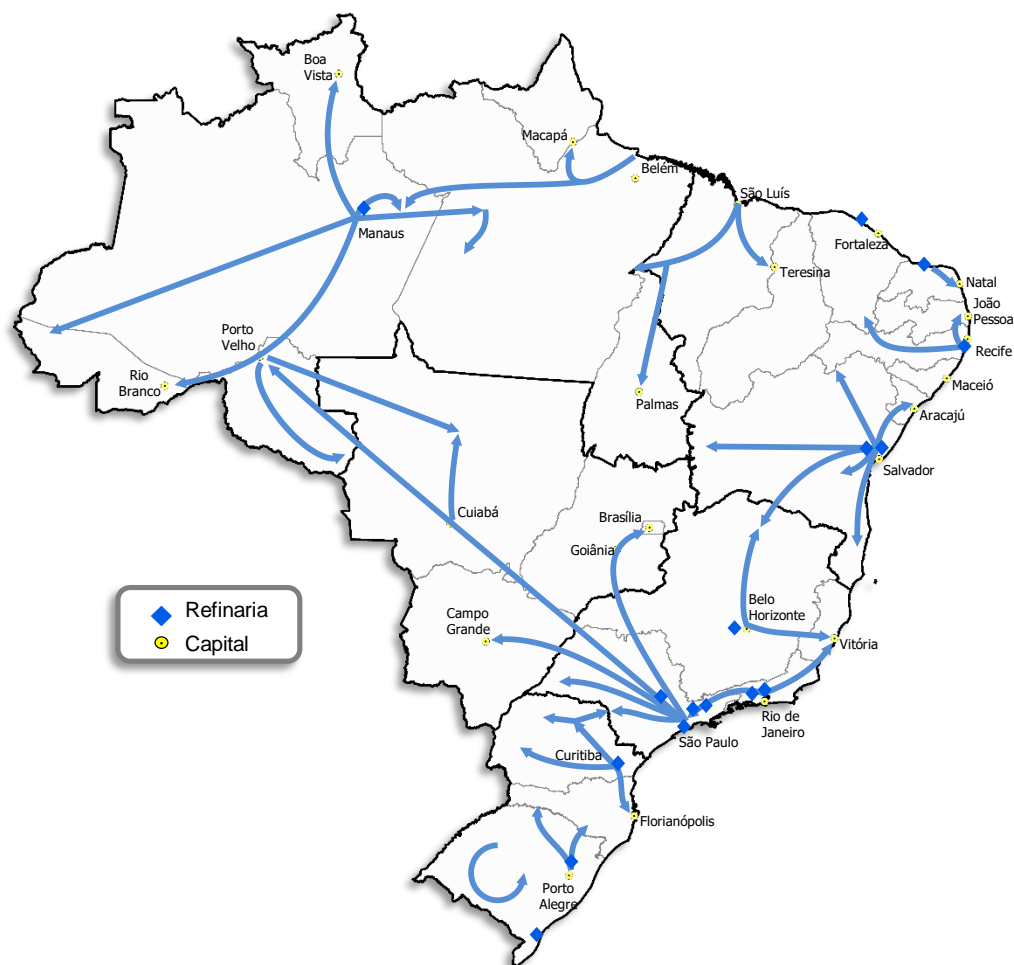 Boa
Vista
Macapá
Belém
São Luís
Manaus
Fortaleza
Teresina
Natal
João
Pessoa
Recife
Porto
Velho
Rio
Branco
Palmas
Maceió
Aracajú
Salvador
Cuiabá
Brasília
Goiânia
Refinaria
Capital
Campo
Grande
Belo
Horizonte
Vitória
Rio de
Janeiro
São Paulo
Curitiba
Florianópolis
Porto
Alegre